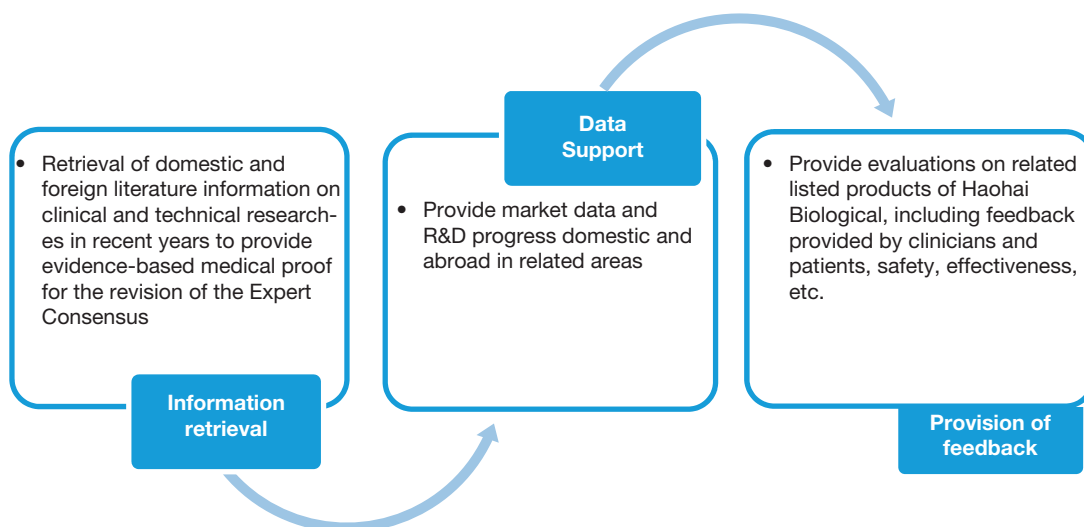 • Retrieval of domestic and
foreign literature information on
clinical and technical research-
es in recent years to provide
evidence-based medical proof
for the revision of the Expert
Consensus
Information
retrieval
Data
Support
• Provide market data and
R&D progress domestic and
abroad in related areas
• Provide evaluations on related
listed products of Haohai
Biological, including feedback
provided by clinicians and
patients, safety, effectiveness,
etc.
Provision of
feedback